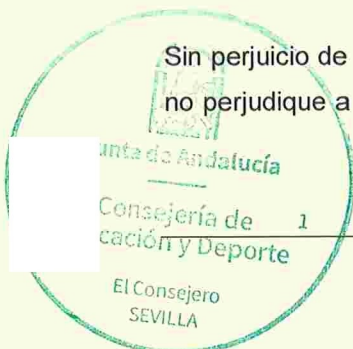 Sin perjuicio de
no perjudique a
unta de Andalucía
Consejería de 1
cación y Deporte
El Consejero
SEVILLA